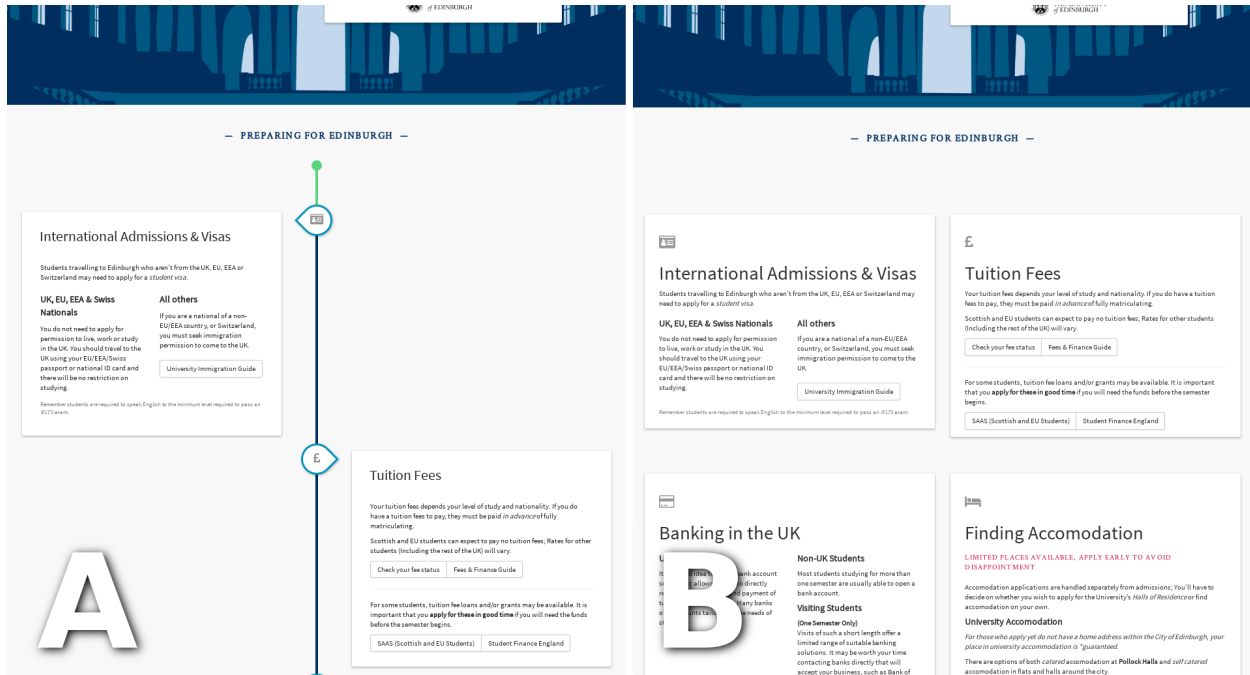 of EDINBURGH
— PREPARING FOR EDINBURGH —
International Admissions & Visas
Students travelling to Edinburgh who aren't from the UK, EU, EEA or
Switzerland may need to apply for a student visa.
UK, EU, EEA & Swiss
Nationals
You do not need to apply for
permission to live, work or study
in the UK. You should travel to the
UK using your EU/EEA/Swiss
passport or national ID card and
there will be no restriction on
studying.
All others
If you are a national of a non-
EU/EEA country, or Switzerland,
you must seek immigration
permission to come to the UK.
University Immigration Guide
Remember students are required to speak English to the minimum level required to pass an
IELTS exam.
£
Tuition Fees
Your tuition fees depends your level of study and nationality. If you do
have a tuition fees to pay, they must be paid in advance of fully
matriculating.
Scottish and EU students can expect to pay no tuition fees; Rates for other
students (Including the rest of the UK) will vary.
Check your fee status
Fees & Finance Guide
For some students, tuition fee loans and/or grants may be available. It is
important that you apply for these in good time if you will need the funds
before the semester begins.
SAAS (Scottish and EU Students)
Student Finance England
A
of EDINBURGH
— PREPARING FOR EDINBURGH —
International Admissions & Visas
Students travelling to Edinburgh who aren't from the UK, EU, EEA or Switzerland may
need to apply for a student visa.
UK, EU, EEA & Swiss Nationals
You do not need to apply for permission
to live, work or study in the UK. You
should travel to the UK using your
EU/EEA/Swiss passport or national ID
card and there will be no restriction on
studying.
All others
If you are a national of a non-EU/EEA
country, or Switzerland, you must seek
immigration permission to come to the
UK.
University Immigration Guide
Remember students are required to speak English to the minimum level required to pass an IELTS exam.
£
Tuition Fees
Your tuition fees depends your level of study and nationality. If you do have a tuition
fees to pay, they must be paid in advance of fully matriculating.
Scottish and EU students can expect to pay no tuition fees; Rates for other students
(Including the rest of the UK) will vary.
Check your fee status
Fees & Finance Guide
For some students, tuition fee loans and/or grants may be available. It is important
that you apply for these in good time if you will need the funds before the semester
begins.
SAAS (Scottish and EU Students)
Student Finance England
Banking in the UK
bank account
directly
payment of
Many banks
needs of
Non-UK Students
Most students studying for more than
one semester are usually able to open a
bank account.
Visiting Students
(One Semester Only)
Visits of such a short length offer a
limited range of suitable banking
solutions. It may be worth your time
contacting banks directly that will
accept your business, such as Bank of
B
Finding Accomodation
LIMITED PLACES AVAILABLE, APPLY EARLY TO AVOID
DISAPPOINTMENT
Accomodation applications are handled separately from admissions; You'll have to
decide on whether you wish to apply for the University's Halls of Residence or find
accomodation on your own.
University Accomodation
For those who apply yet do not have a home address within the City of Edinburgh, your
place in university accommodation is *guaranteed.
There are options of both catered accomodation at Pollock Halls and self catered
accomodation in flats and halls around the city.